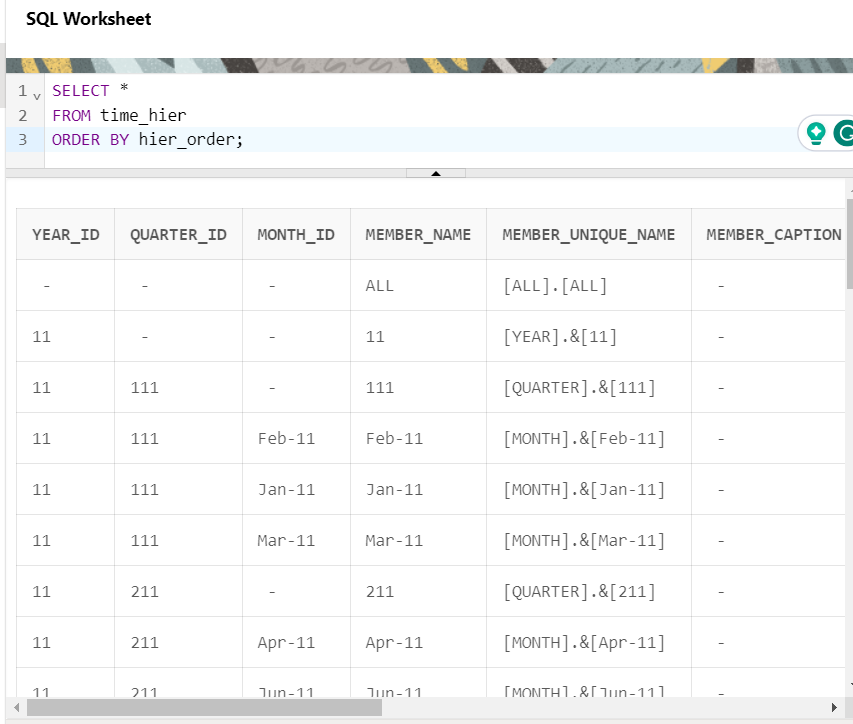 SQL Worksheet
1 SELECT *
2 FROM time_hier
3 ORDER BY hier_order;
YEAR_ID QUARTER_ID MONTH_ID MEMBER_NAME MEMBER_UNIQUE_NAME MEMBER_CAPTION
- - - ALL [ALL].[ALL] -
11 - - 11 [YEAR].&[11] -
11 111 - 111 [QUARTER].&[111] -
11 111 Feb-11 Feb-11 [MONTH].&[Feb-11] -
11 111 Jan-11 Jan-11 [MONTH].&[Jan-11] -
11 111 Mar-11 Mar-11 [MONTH].&[Mar-11] -
11 211 - 211 [QUARTER].&[211] -
11 211 Apr-11 Apr-11 [MONTH].&[Apr-11] -
11 211 Jun-11 Jun-11 [MONTH].&[Jun-11] -